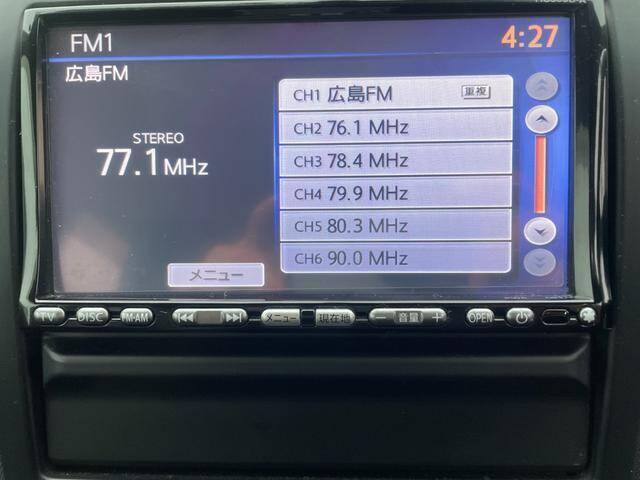 FM1
4:27
広島FM
STEREO
77.1 MHz
メニュー
CH1 広島FM 重複
CH2 76.1 MHz
CH3 78.4 MHz
CH4 79.9 MHz
CH5 80.3 MHz
CH6 90.0 MHz
TV DISC FM·AM メニュー 現在地 − 音量 + OPEN